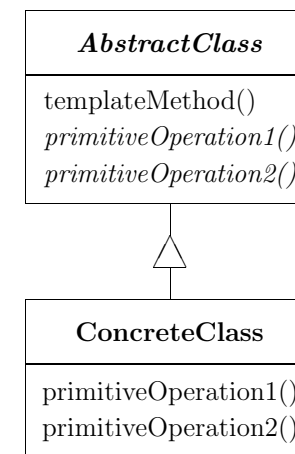 AbstractClass
templateMethod()
primitiveOperation1()
primitiveOperation2()
ConcreteClass
primitiveOperation1()
primitiveOperation2()